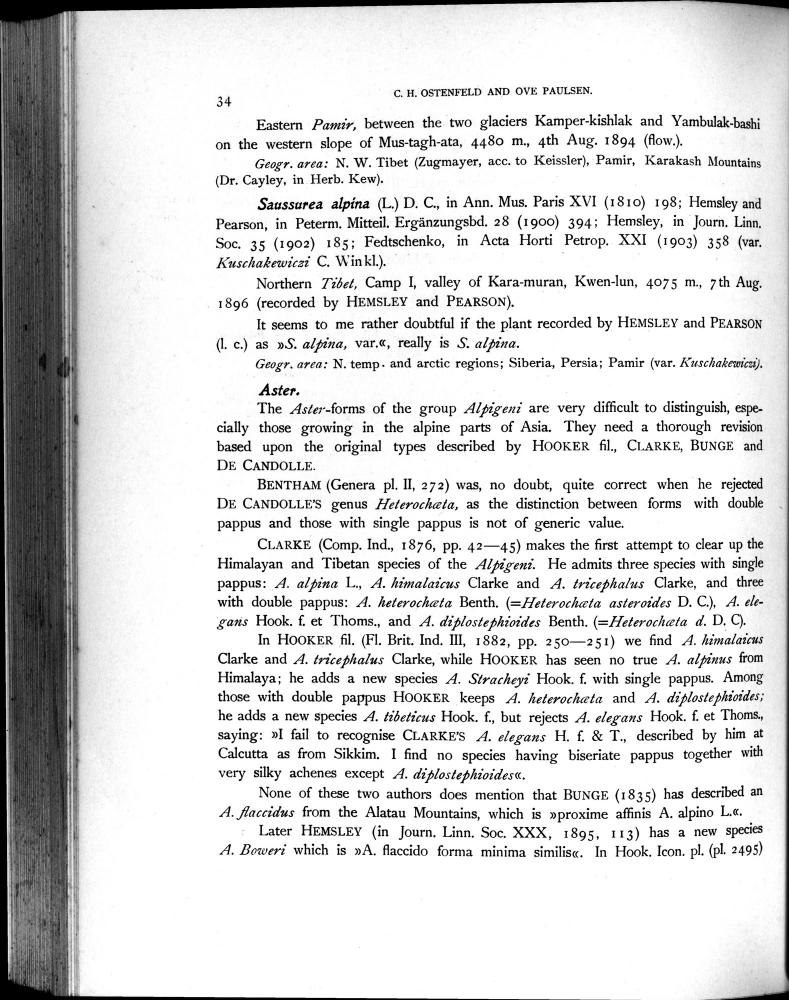 34
C. H. OSTENFELD AND OVE PAULSEN.
Eastern Pamir, between the two glaciers Kamper-kishlak and Yambulak-bashi
on the western slope of Mus-tagh-ata, 4480 m., 4th Aug. 1894 (flow.).
Geogr. area: N. W. Tibet (Zugmayer, acc. to Keissler), Pamir, Karakash Mountains
(Dr. Cayley, in Herb. Kew).
Saussurea alpina (L.) D. C., in Ann. Mus. Paris XVI (1810) 198; Hemsley and
Pearson, in Peterm. Mitteil. Ergänzungsbd. 28 (1900) 394; Hemsley, in Journ. Linn.
Soc. 35 (1902) 185; Fedtschenko, in Acta Horti Petrop. XXI (1903) 358 (var.
Kuschakewiczi C. Winkl.).
Northern Tibet, Camp I, valley of Kara-muran, Kwen-lun, 4075 m., 7th Aug.
1896 (recorded by HEMSLEY and PEARSON).
It seems to me rather doubtful if the plant recorded by HEMSLEY and PEARSON
(l. c.) as »S. alpina, var.«, really is S. alpina.
Geogr. area: N. temp. and arctic regions; Siberia, Persia; Pamir (var. Kuschakewiczi).
Aster.
The Aster-forms of the group Alpigeni are very difficult to distinguish, espe-
cially those growing in the alpine parts of Asia. They need a thorough revision
based upon the original types described by HOOKER fil., CLARKE, BUNGE and
DE CANDOLLE.
BENTHAM (Genera pl. II, 272) was, no doubt, quite correct when he rejected
DE CANDOLLE'S genus Heterochæta, as the distinction between forms with double
pappus and those with single pappus is not of generic value.
CLARKE (Comp. Ind., 1876, pp. 42—45) makes the first attempt to clear up the
Himalayan and Tibetan species of the Alpigeni. He admits three species with single
pappus: A. alpina L., A. himalaicus Clarke and A. tricephalus Clarke, and three
with double pappus: A. heterochæta Benth. (=Heterochæta asteroides D. C.), A. ele-
gans Hook. f. et Thoms., and A. diplostephioides Benth. (=Heterochæta d. D. C).
In HOOKER fil. (Fl. Brit. Ind. III, 1882, pp. 250—251) we find A. himalaicus
Clarke and A. tricephalus Clarke, while HOOKER has seen no true A. alpinus from
Himalaya; he adds a new species A. Stracheyi Hook. f. with single pappus. Among
those with double pappus HOOKER keeps A. heterochæta and A. diplostephioides;
he adds a new species A. tibeticus Hook. f., but rejects A. elegans Hook. f. et Thoms.,
saying: »I fail to recognise CLARKE'S A. elegans H. f. & T., described by him at
Calcutta as from Sikkim. I find no species having biseriate pappus together with
very silky achenes except A. diplostephioides«.
None of these two authors does mention that BUNGE (1835) has described an
A. flaccidus from the Alatau Mountains, which is »proxime affinis A. alpino L.«.
Later HEMSLEY (in Journ. Linn. Soc. XXX, 1895, 113) has a new species
A. Boweri which is »A. flaccido forma minima similis«. In Hook. Icon. pl. (pl. 2495)